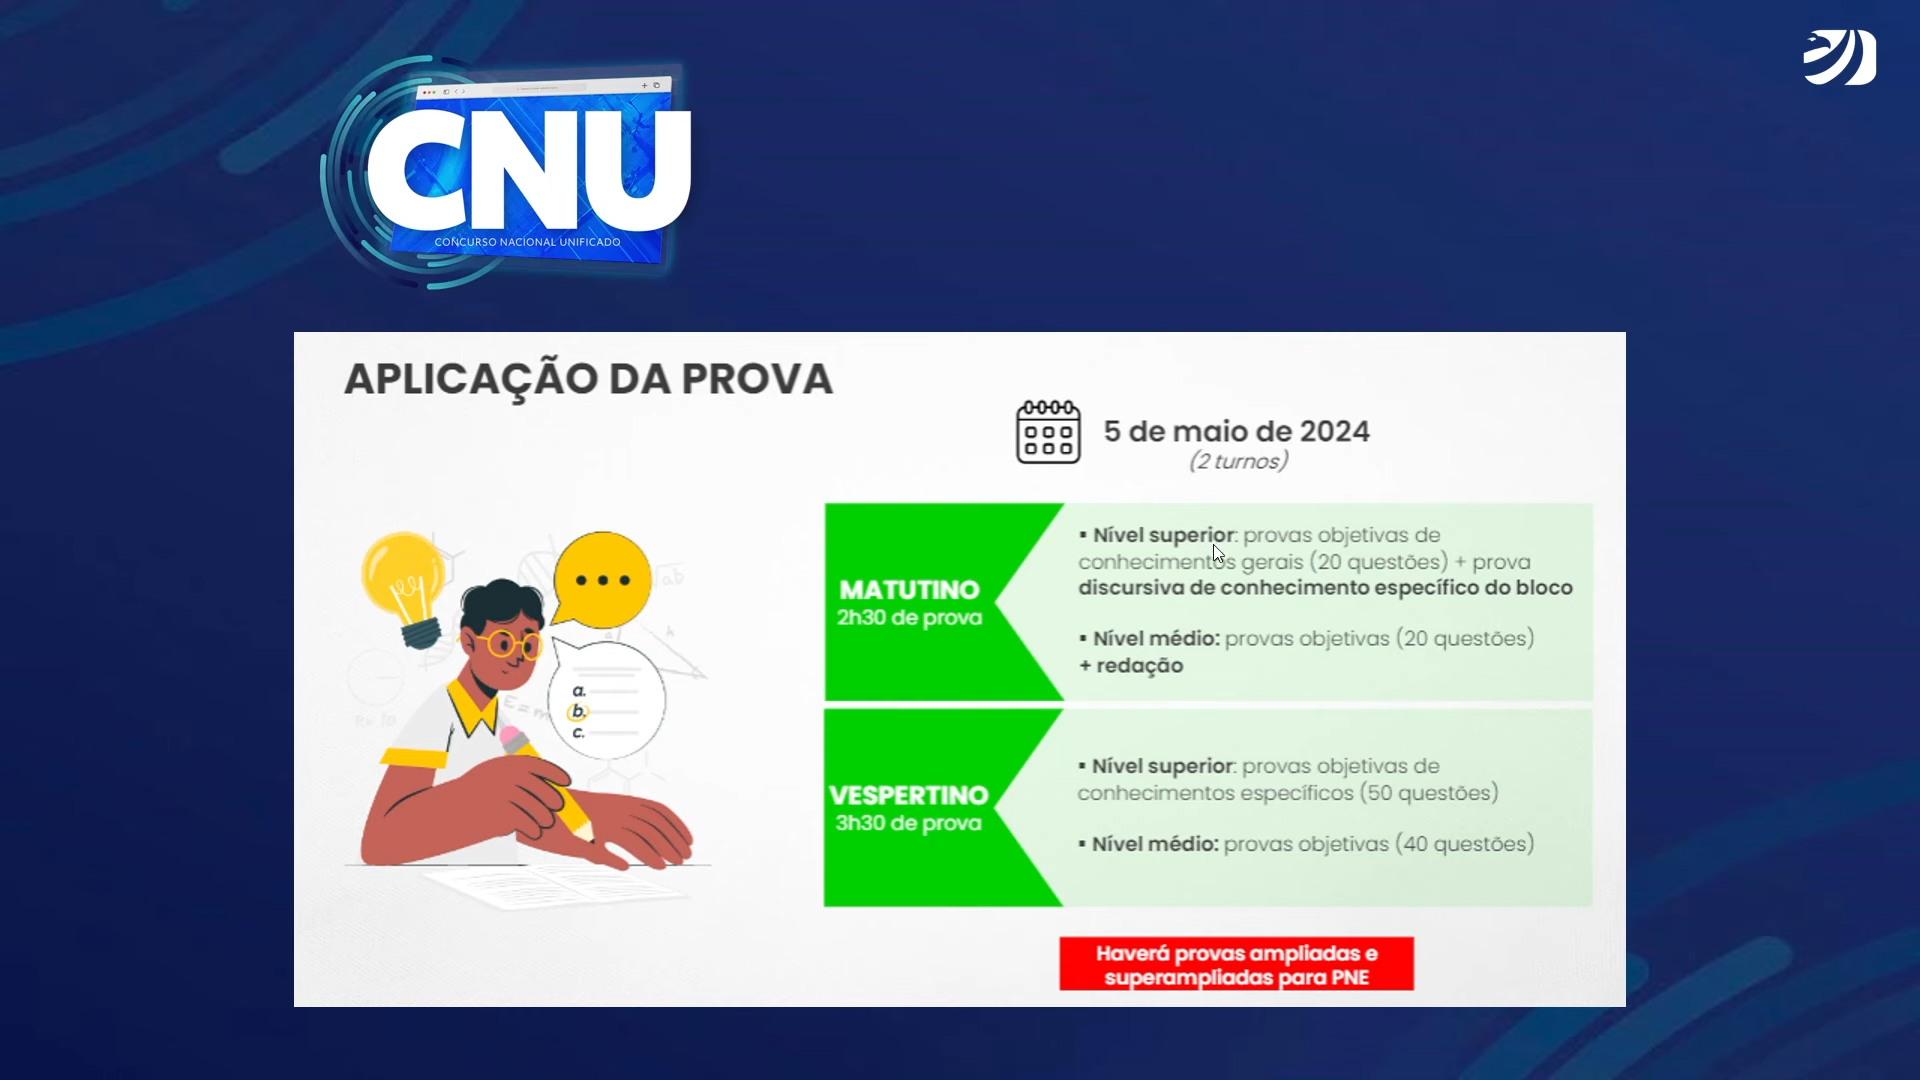 CNU
CONCURSO NACIONAL UNIFICADO
APLICAÇÃO DA PROVA
5 de maio de 2024
(2 turnos)
MATUTINO
2h30 de prova
▪ Nível superior: provas objetivas de
conhecimentos gerais (20 questões) + prova
discursiva de conhecimento específico do bloco
▪ Nível médio: provas objetivas (20 questões)
+ redação
VESPERTINO
3h30 de prova
▪ Nível superior: provas objetivas de
conhecimentos específicos (50 questões)
▪ Nível médio: provas objetivas (40 questões)
a.
b.
c.
Haverá provas ampliadas e
superampliadas para PNE